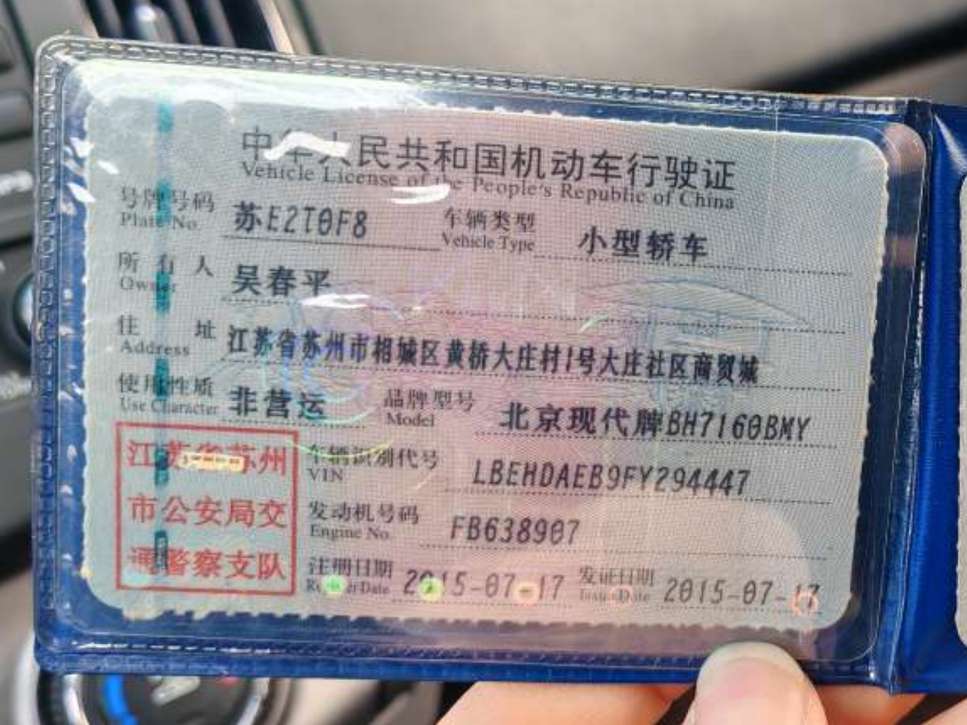 中华人民共和国机动车行驶证
Vehicle License of the People's Republic of China
号牌号码 苏E2T0F8 车辆类型 小型轿车
Plate No. Vehicle Type
所有人 吴春平
Owner
住址 江苏省苏州市相城区黄桥大庄村1号大庄社区商贸城
Address
使用性质 非营运 品牌型号 北京现代牌BH7160BMY
Use Character Model
江苏省苏州 车辆识别代号 LBEHDAEB9FY294447
VIN
市公安局交 发动机号码 FB638907
Engine No.
通警察支队 注册日期 2015-07-17 发证日期 2015-07-17
Register Date Issue Date